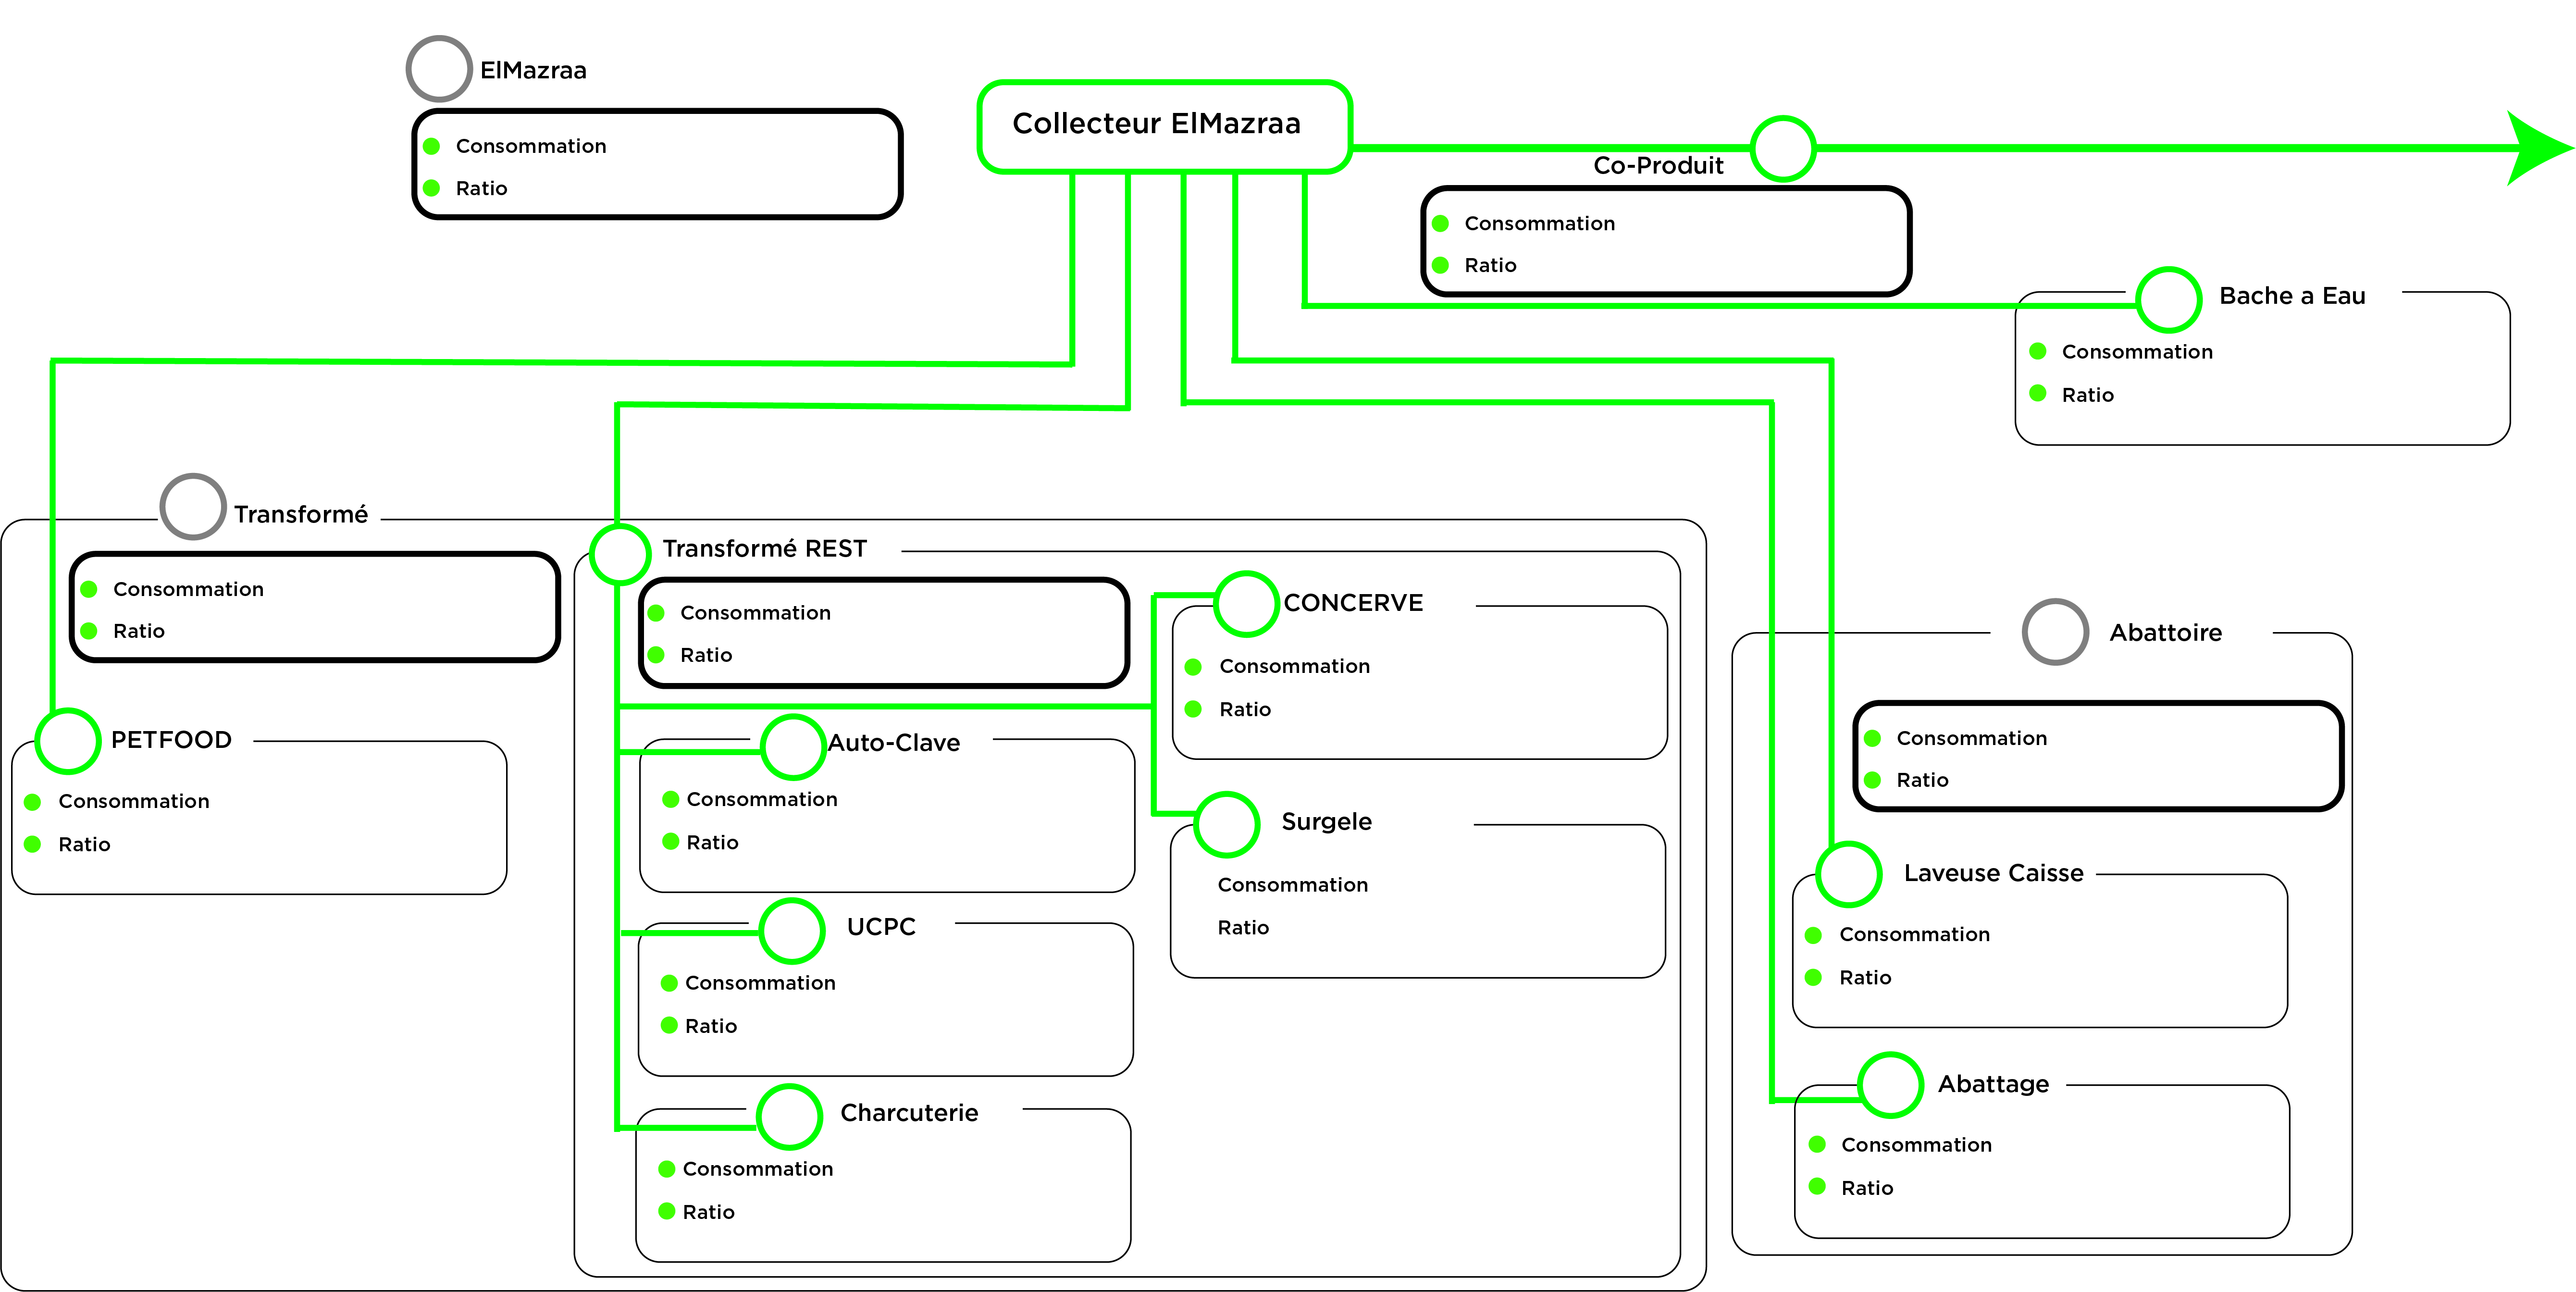 ElMazraa
Consommation
Ratio
Collecteur ElMazraa
Co-Produit
Consommation
Ratio
Bache a Eau
Consommation
Ratio
Transformé
Consommation
Ratio
PETFOOD
Consommation
Ratio
Transformé REST
Consommation
Ratio
Auto-Clave
Consommation
Ratio
UCPC
Consommation
Ratio
Charcuterie
Consommation
Ratio
CONCERVE
Consommation
Ratio
Surgele
Consommation
Ratio
Abattoire
Consommation
Ratio
Laveuse Caisse
Consommation
Ratio
Abattage
Consommation
Ratio